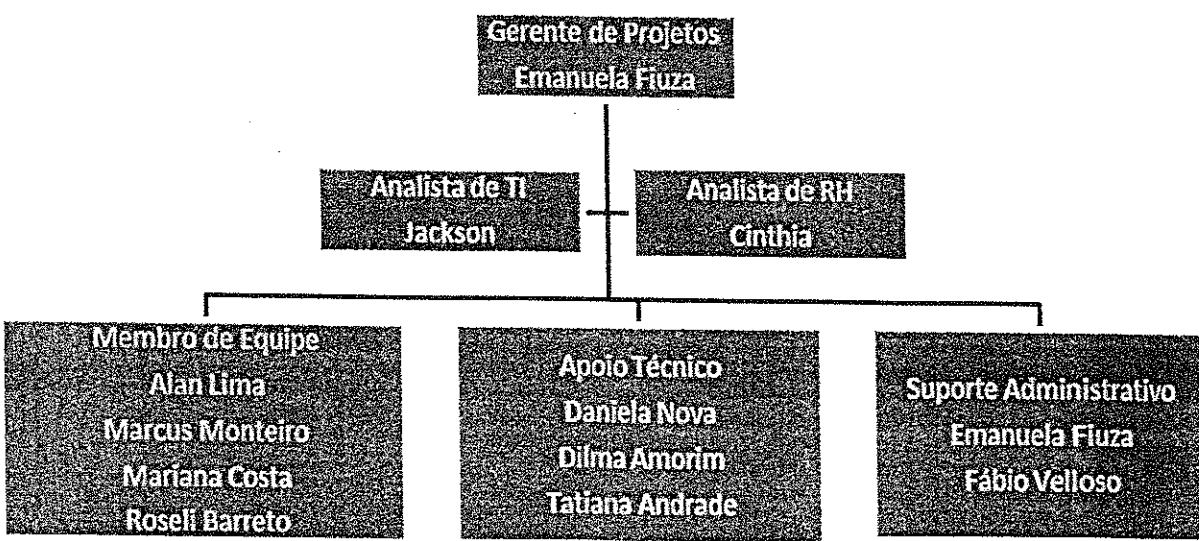 Gerente de Projetos
Emanuela Fiuza
Analista de TI
Jackson
Analista de RH
Cinthia
Membro de Equipe
Alan Lima
Marcus Monteiro
Mariana Costa
Roseli Barreto
Apoio Técnico
Daniela Nova
Dilma Amorim
Tatiana Andrade
Suporte Administrativo
Emanuela Fiuza
Fábio Velloso